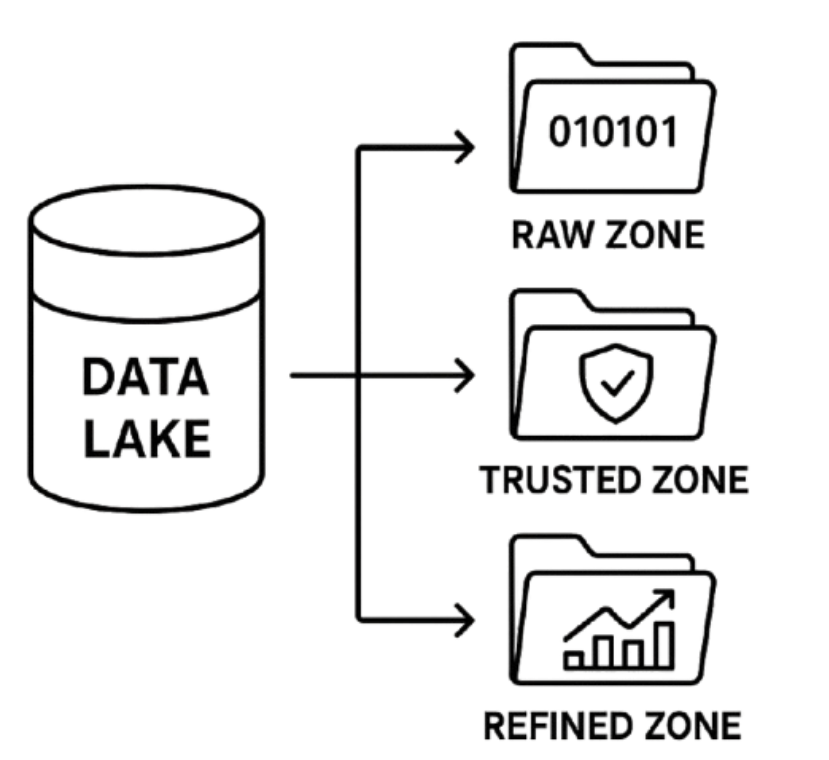 DATA
LAKE
010101
RAW ZONE
TRUSTED ZONE
REFINED ZONE